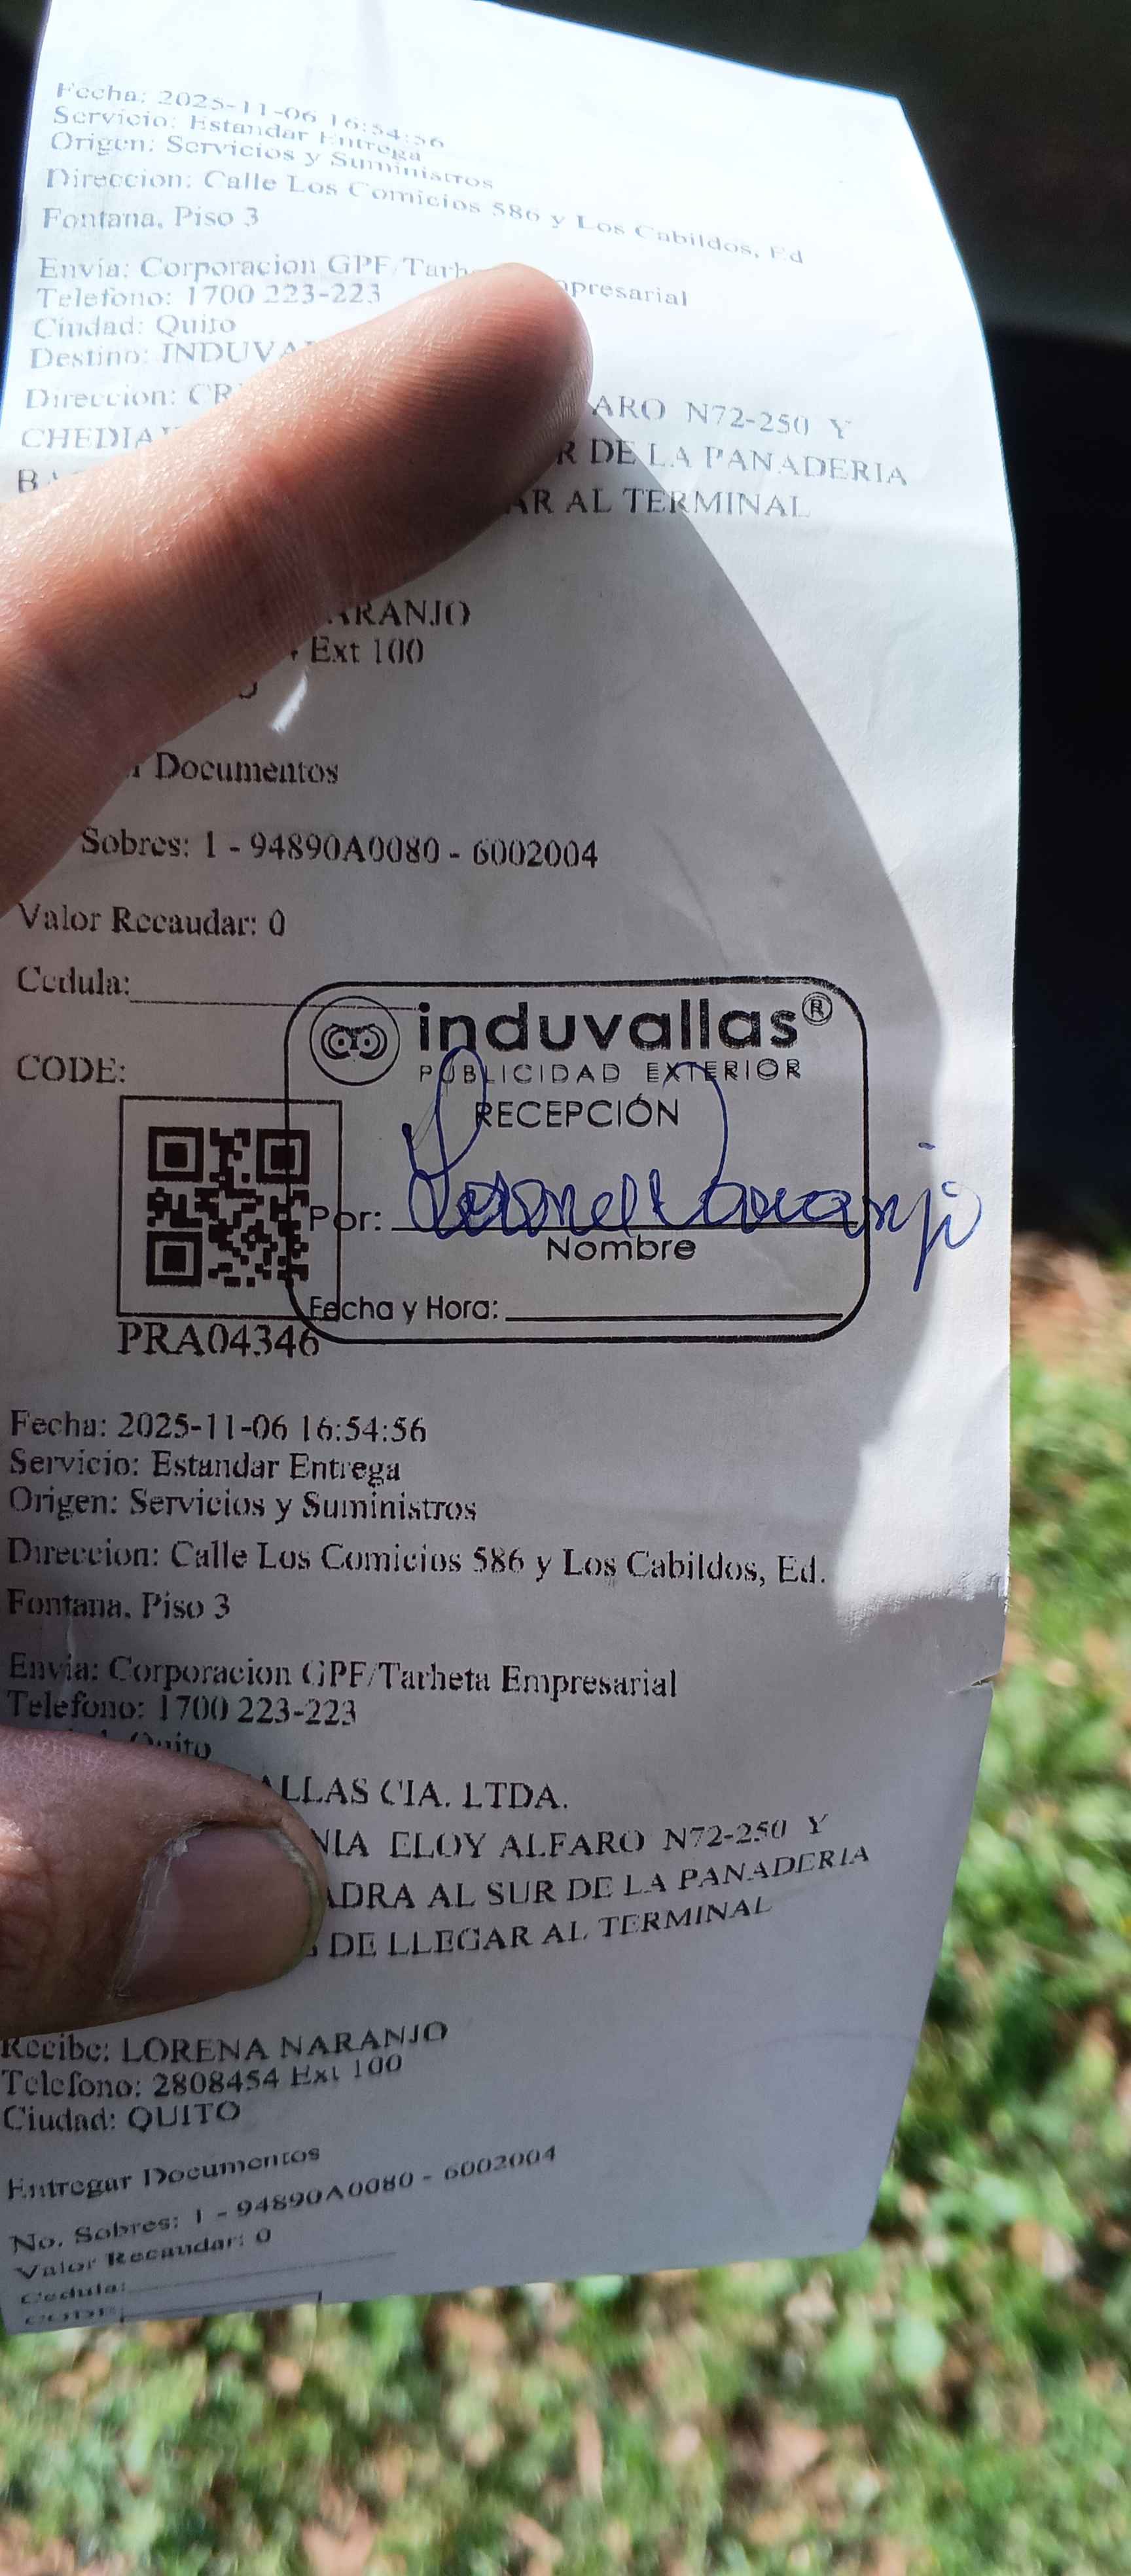 Fecha: 2025-11-06 16:54:56
Servicio: Estandar Entrega
Origen: Servicios y Suministros
Direccion: Calle Los Comicios 586 y Los Cabildos, Ed
Fontana, Piso 3
Envia: Corporacion GPF/Tarh presarial
Telefono: 1700 223-223
Ciudad: Quito
Destino: INDUVA
Direccion: CR ARO N72-250 Y
CHEDIA R DE LA PANADERIA
AR AL TERMINAL
ARANJO
Ext 100
Documentos
Sobres: 1 - 94890A0080 - 6002004
Valor Recaudar: 0
Cedula:
induvallas®
PUBLICIDAD EXTERIOR
RECEPCIÓN
CODE:
Por: Naranjo
Nombre
Fecha y Hora:
PRA04346
Fecha: 2025-11-06 16:54:56
Servicio: Estandar Entrega
Origen: Servicios y Suministros
Direccion: Calle Los Comicios 586 y Los Cabildos, Ed.
Fontana, Piso 3
Envia: Corporacion GPF/Tarheta Empresarial
Telefono: 1700 223-223
Quito
ALLAS CIA. LTDA.
NIA ELOY ALFARO N72-250 Y
ADRA AL SUR DE LA PANADERIA
DE LLEGAR AL TERMINAL
Recibe: LORENA NARANJO
Telefono: 2808454 Ext 100
Ciudad: QUITO
Entregar Documentos
No. Sobres: 1 - 94890A0080 - 6002004
Valor Recaudar: 0
Cedula:
CODE: